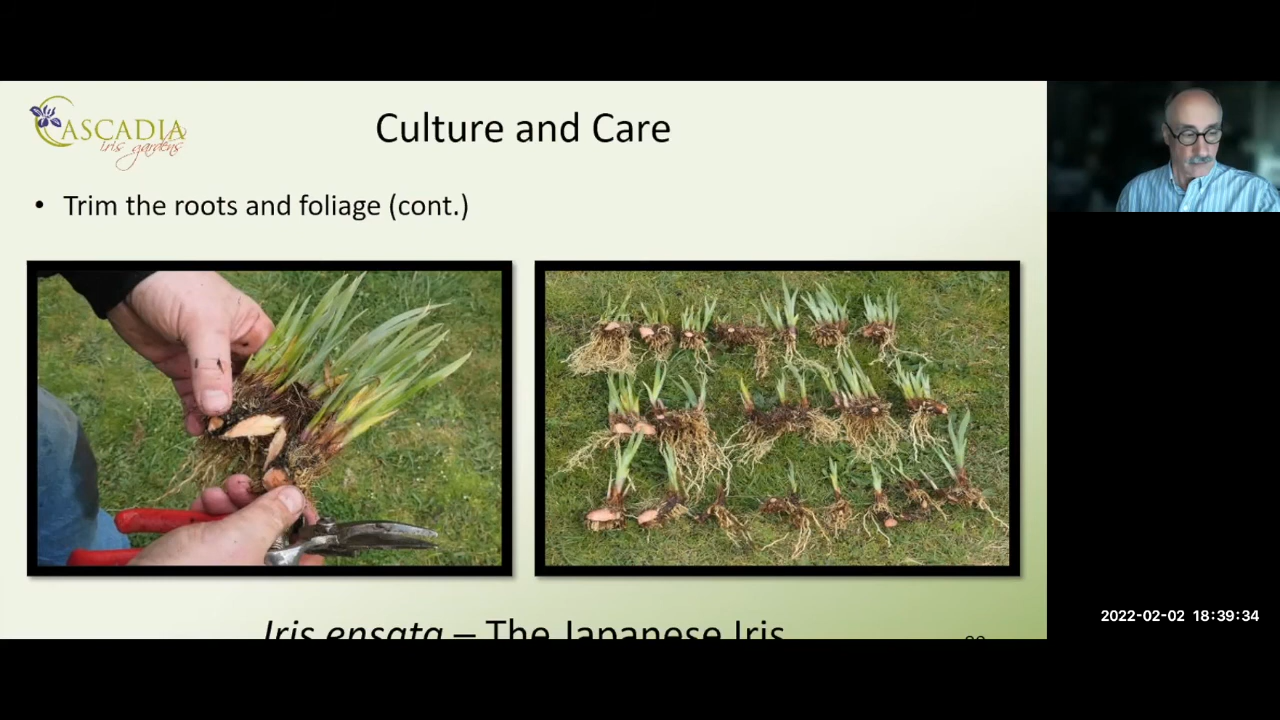 CASCADIA
iris gardens
Culture and Care
• Trim the roots and foliage (cont.)
Iris ensata – The Japanese Iris
2022-02-02 18:39:34